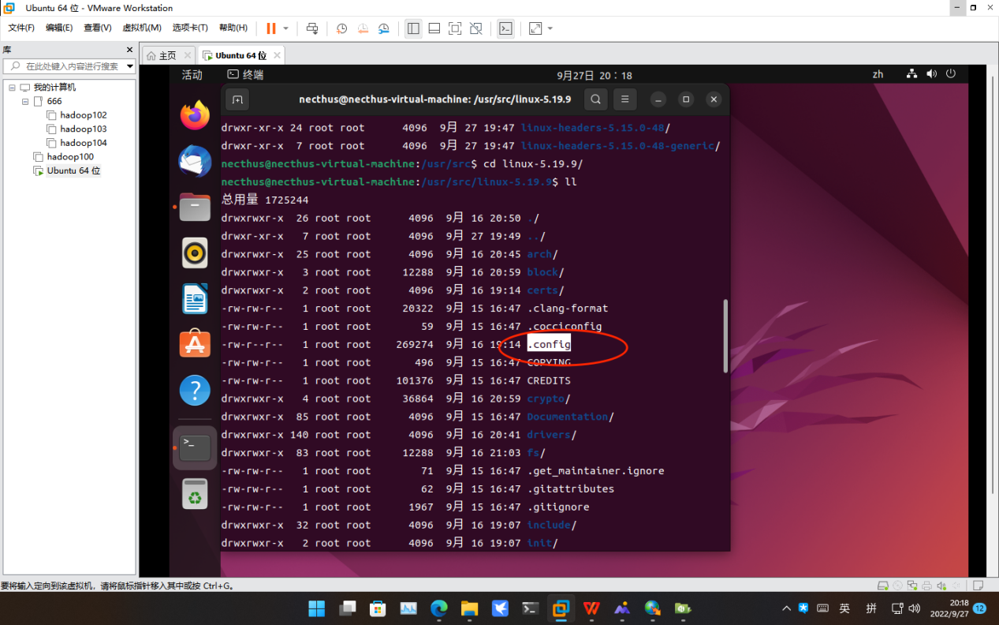 Ubuntu 64 位 - VMware Workstation
文件(F) 编辑(E) 查看(V) 虚拟机(M) 选项卡(T) 帮助(H)
库
在此处键入内容进行搜索
我的计算机
666
hadoop102
hadoop103
hadoop104
hadoop100
Ubuntu 64 位
主页
Ubuntu 64 位
活动 终端 9月27日 20：18 zh
necthus@necthus-virtual-machine: /usr/src/linux-5.19.9
drwxr-xr-x 24 root root 4096 9月 27 19:47 linux-headers-5.15.0-48/
drwxr-xr-x 7 root root 4096 9月 27 19:47 linux-headers-5.15.0-48-generic/
necthus@necthus-virtual-machine:/usr/src$ cd linux-5.19.9/
necthus@necthus-virtual-machine:/usr/src/linux-5.19.9$ ll
总用量 1725244
drwxrwxr-x 26 root root 4096 9月 16 20:50 ./
drwxr-xr-x 7 root root 4096 9月 27 19:49 ../
drwxrwxr-x 25 root root 4096 9月 16 20:45 arch/
drwxrwxr-x 3 root root 12288 9月 16 20:59 block/
drwxrwxr-x 2 root root 4096 9月 16 19:14 certs/
-rw-rw-r-- 1 root root 20322 9月 15 16:47 .clang-format
-rw-rw-r-- 1 root root 59 9月 15 16:47 .cocciconfig
-rw-r--r-- 1 root root 269274 9月 16 19:14 .config
-rw-rw-r-- 1 root root 496 9月 15 16:47 COPYING
-rw-rw-r-- 1 root root 101376 9月 15 16:47 CREDITS
drwxrwxr-x 4 root root 36864 9月 16 20:59 crypto/
drwxrwxr-x 85 root root 4096 9月 15 16:47 Documentation/
drwxrwxr-x 140 root root 4096 9月 16 20:41 drivers/
drwxrwxr-x 83 root root 12288 9月 16 21:03 fs/
-rw-rw-r-- 1 root root 71 9月 15 16:47 .get_maintainer.ignore
-rw-rw-r-- 1 root root 62 9月 15 16:47 .gitattributes
-rw-rw-r-- 1 root root 1967 9月 15 16:47 .gitignore
drwxrwxr-x 32 root root 4096 9月 16 19:07 include/
drwxrwxr-x 2 root root 4096 9月 16 19:07 init/
要将输入定向到该虚拟机，请将鼠标指针移入其中或按 Ctrl+G。
英 拼 20:18
2022/9/27 12